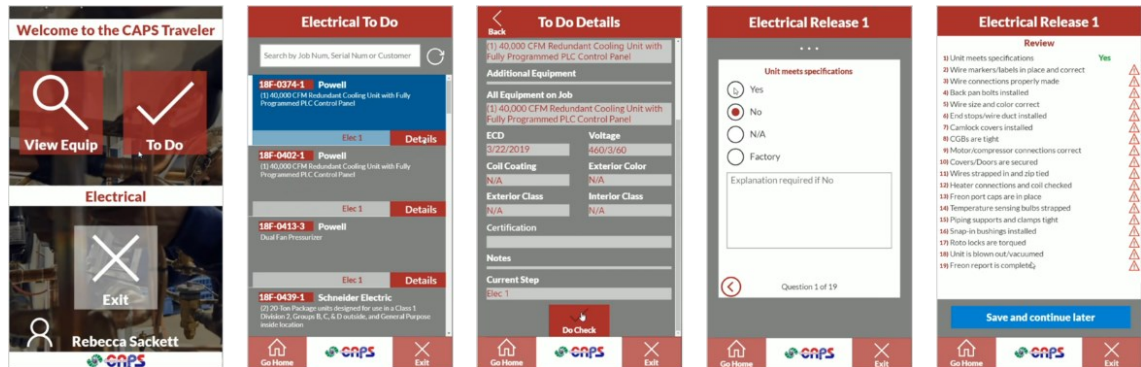 Welcome to the CAPS Traveler
View Equip
To Do
Electrical
Exit
Rebecca Sackett
CAPS
Electrical To Do
Search by Job Num, Serial Num or Customer
18F-0374-1 Powell
(1) 40,000 CFM Redundant Cooling Unit with Fully
Programmed PLC Control Panel
Elec 1 Details
18F-0402-1 Powell
(1) 40,000 CFM Redundant Cooling Unit with Fully
Programmed PLC Control Panel
Elec 1 Details
18F-0413-3 Powell
Dual Fan Pressurizer
Elec 1 Details
18F-0439-1 Schneider Electric
(2) 20 Ton Package units designed for use in a Class 1
Division 2, Groups B, C, & D outside, and General Purpose
inside location
Go Home CAPS Exit
To Do Details
Back
(1) 40,000 CFM Redundant Cooling Unit with
Fully Programmed PLC Control Panel
Additional Equipment
All Equipment on Job
(1) 40,000 CFM Redundant Cooling Unit with
Fully Programmed PLC Control Panel
ECD Voltage
3/22/2019 460/3/60
Coil Coating Exterior Color
N/A N/A
Exterior Class Interior Class
N/A N/A
Certification
Notes
Current Step
Elec 1
Do Check
Go Home CAPS Exit
Electrical Release 1
...
Unit meets specifications
Yes
No
N/A
Factory
Explanation required if No
Question 1 of 19
Go Home CAPS Exit
Electrical Release 1
Review
1) Unit meets specifications Yes
2) Wire markers/labels in place and correct
3) Wire connections properly made
4) Back pan bolts installed
5) Wire size and color correct
6) End stops/wire duct installed
7) Camlock covers installed
8) CGBs are tight
9) Motor/compressor connections correct
10) Covers/Doors are secured
11) Wires strapped in and zip tied
12) Heater connections and coil checked
13) Freon port caps are in place
14) Temperature sensing bulbs strapped
15) Piping supports and clamps tight
16) Snap-in bushings installed
17) Roto locks are torqued
18) Unit is blown out/vacuumed
19) Freon report is complete
Save and continue later
Go Home CAPS Exit